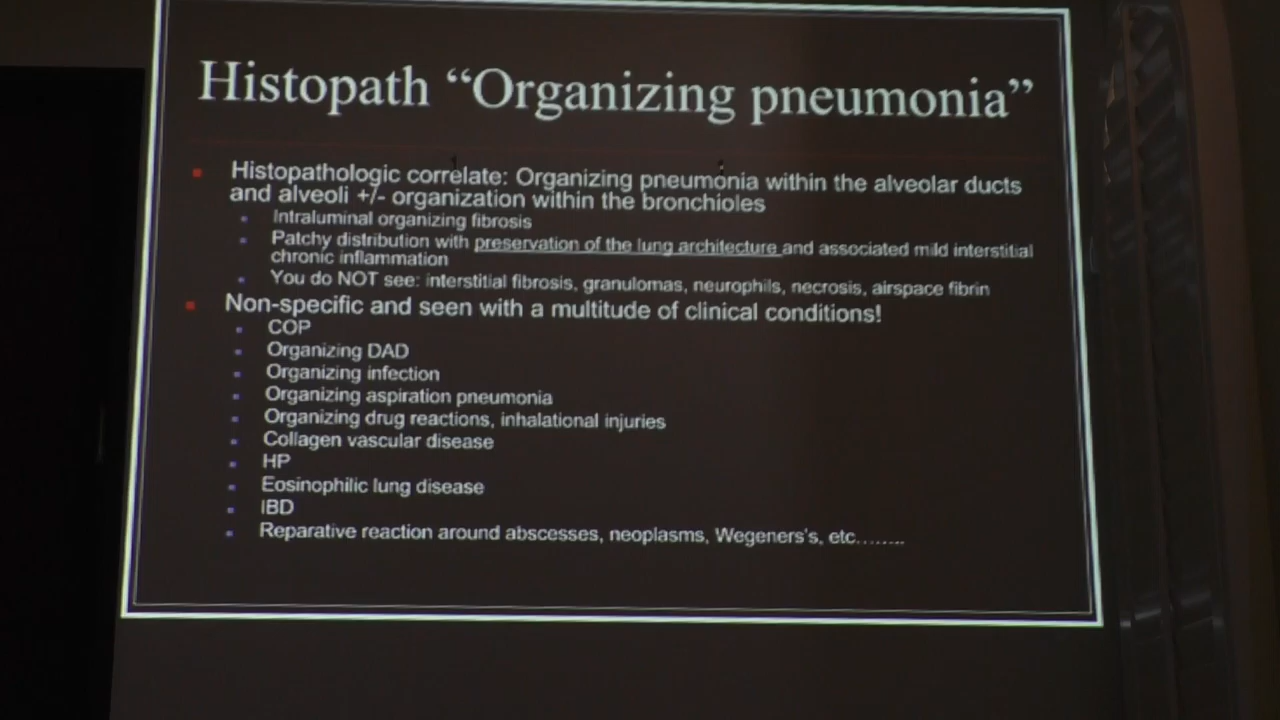 Histopath “Organizing pneumonia”
Histopathologic correlate: Organizing pneumonia within the alveolar ducts
and alveoli +/- organization within the bronchioles
Intraluminal organizing fibrosis
Patchy distribution with preservation of the lung architecture and associated mild interstitial
chronic inflammation
You do NOT see: interstitial fibrosis, granulomas, neurophils, necrosis, airspace fibrin
Non-specific and seen with a multitude of clinical conditions!
COP
Organizing DAD
Organizing infection
Organizing aspiration pneumonia
Organizing drug reactions, inhalational injuries
Collagen vascular disease
HP
Eosinophilic lung disease
IBD
Reparative reaction around abscesses, neoplasms, Wegeners's, etc……..